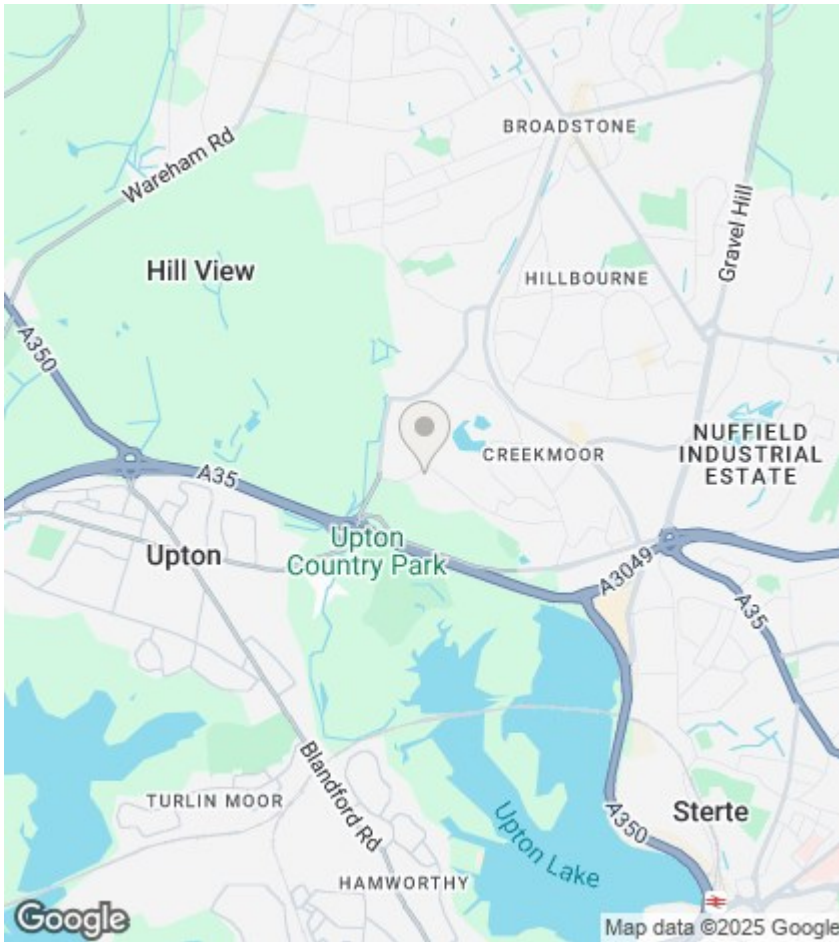 BROADSTONE
Wareham Rd
Gravel Hill
Hill View
HILLBOURNE
A350
NUFFIELD
INDUSTRIAL
ESTATE
CREEKMOOR
A35
Upton
Country Park
Upton
A3049
A35
Blandford Rd
TURLIN MOOR
Upton Lake
A350
Sterte
HAMWORTHY
Google
Map data ©2025 Google